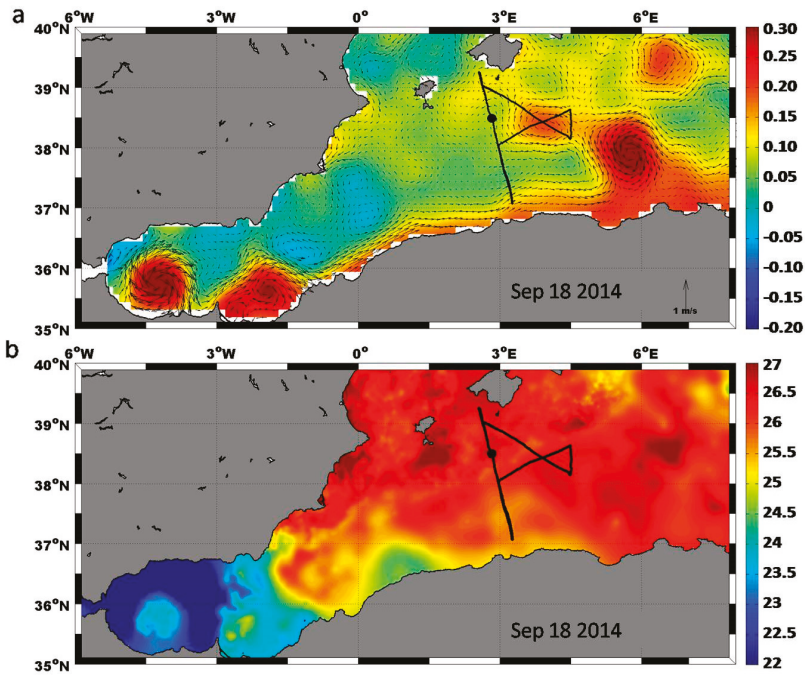 a
40°N
39°N
38°N
37°N
36°N
35°N
6°W 3°W 0° 3°E 6°E
0.30
0.25
0.20
0.15
0.10
0.05
0
-0.05
-0.10
-0.15
-0.20
Sep 18 2014
1 m/s
b
6°W 3°W 0° 3°E 6°E
40°N
39°N
38°N
37°N
36°N
35°N
27
26.5
26
25.5
25
24.5
24
23.5
23
22.5
22
Sep 18 2014